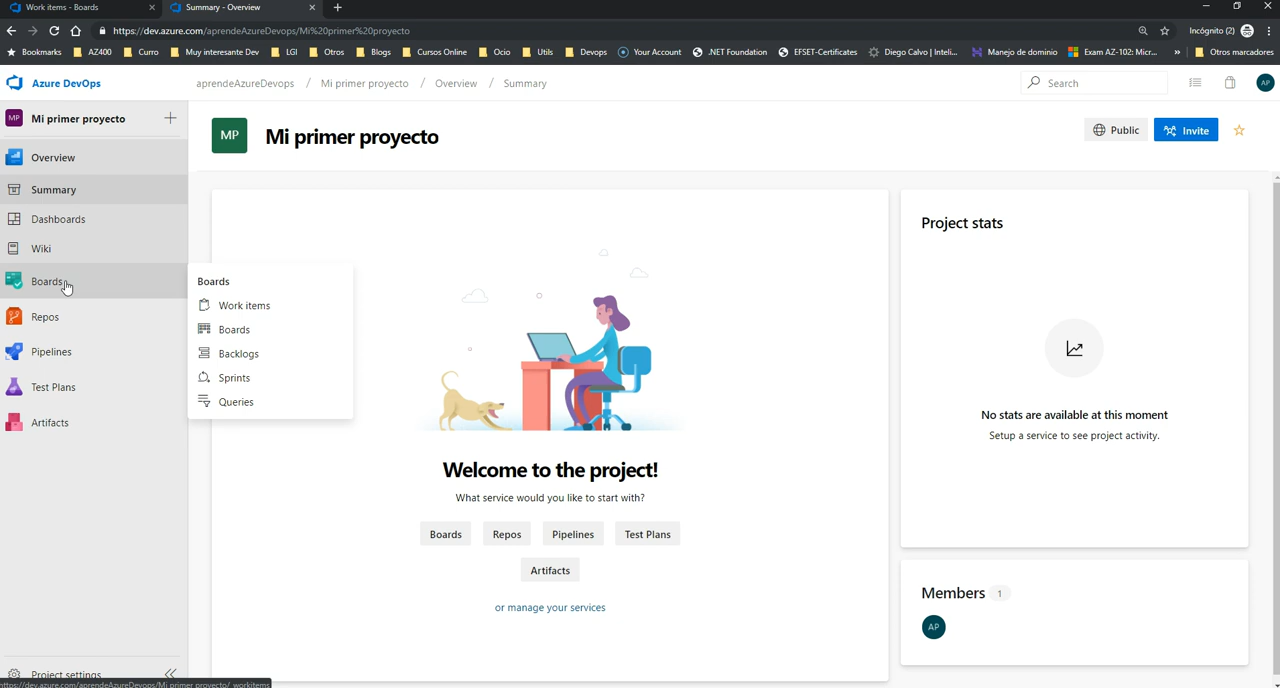 Work items - Boards
Summary - Overview
https://dev.azure.com/aprendeAzureDevops/Mi%20primer%20proyecto
Incógnito (2)
Bookmarks
AZ400
Curro
Muy interesante Dev
LGI
Otros
Blogs
Cursos Online
Ocio
Utils
Devops
Your Account
.NET Foundation
EFSET-Certificates
Diego Calvo | Inteli...
Manejo de dominio
Exam AZ-102: Micr...
»
Otros marcadores
Azure DevOps
aprendeAzureDevops / Mi primer proyecto / Overview / Summary
Search
AP
MP Mi primer proyecto
Overview
Summary
Dashboards
Wiki
Boards
Repos
Pipelines
Test Plans
Artifacts
Project settings
https://dev.azure.com/aprendeAzureDevops/Mi primer proyecto/_workitems
Boards
Work items
Boards
Backlogs
Sprints
Queries
MP Mi primer proyecto
Public
Invite
Welcome to the project!
What service would you like to start with?
Boards
Repos
Pipelines
Test Plans
Artifacts
or manage your services
Project stats
No stats are available at this moment
Setup a service to see project activity.
Members 1
AP